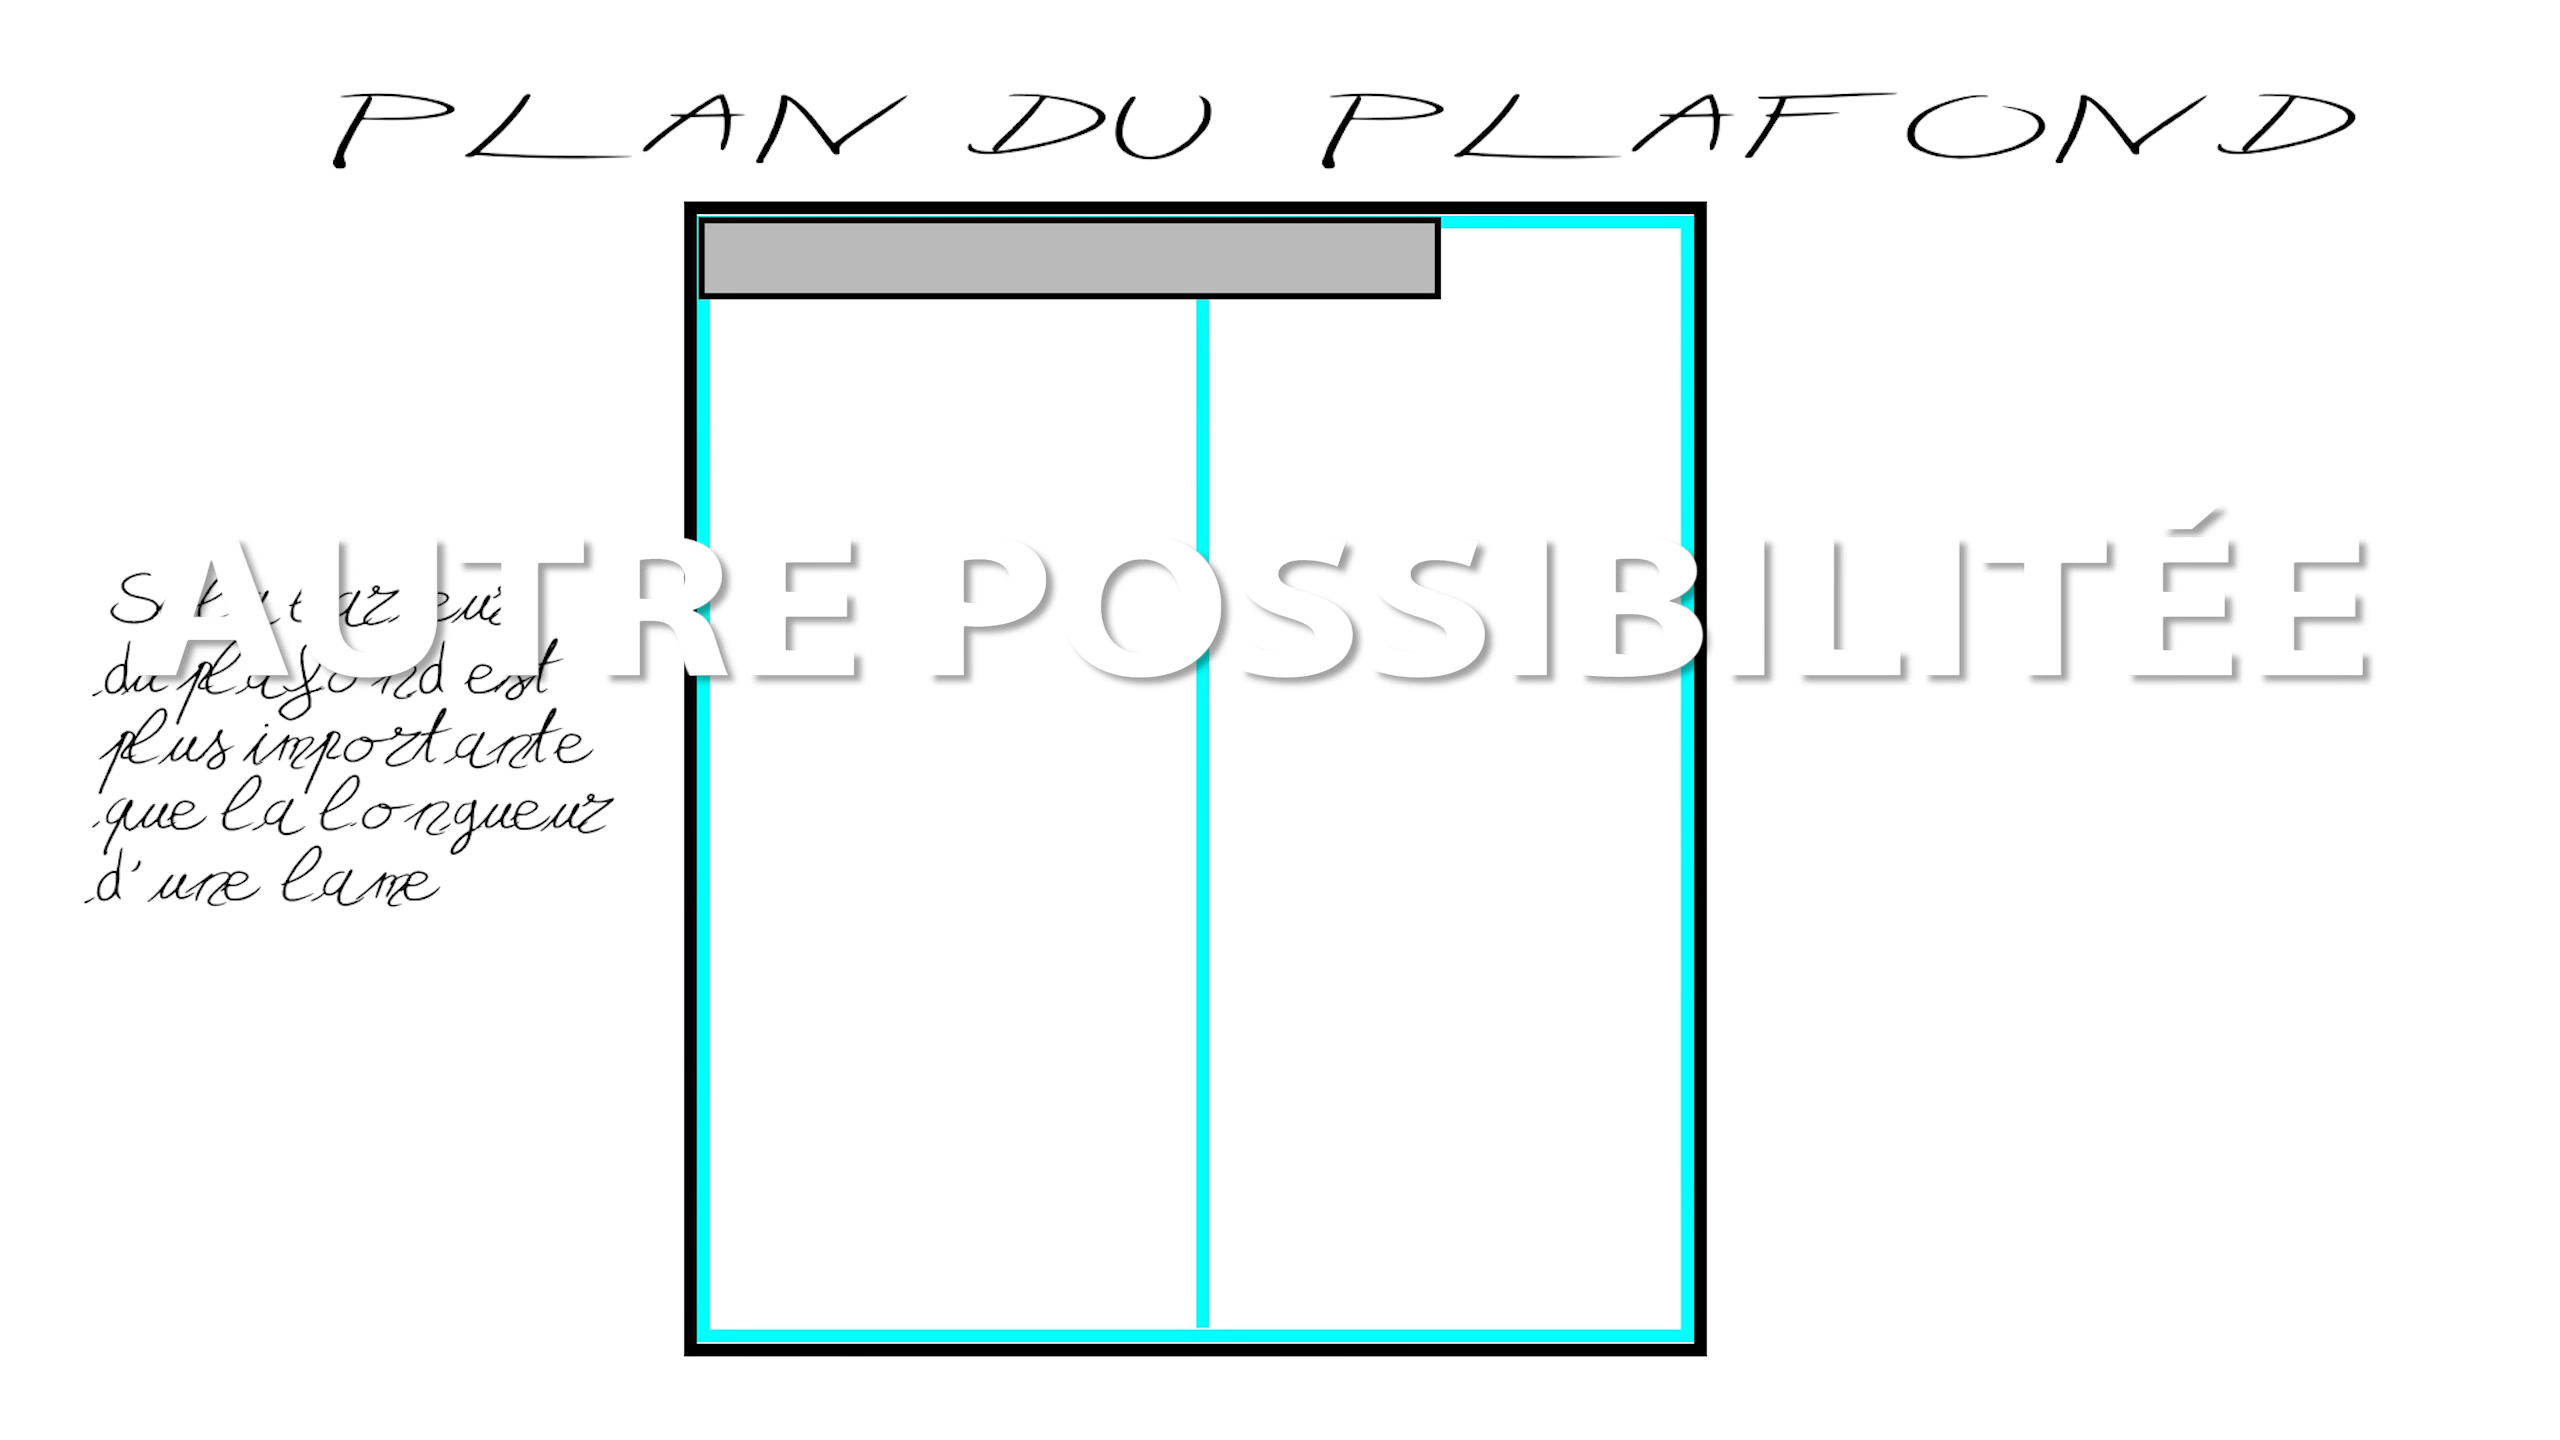 PLAN DU PLAFOND
AUTRE POSSIBILITÉE
du plafond est
plus importante
que la longueur
d'une lame